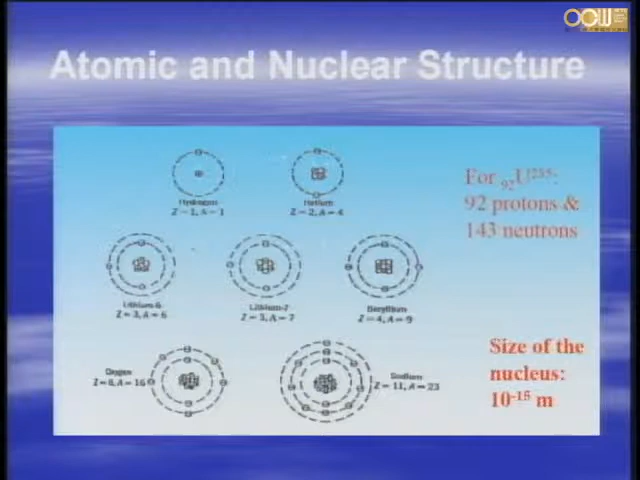 OCW
Atomic and Nuclear Structure
Hydrogen
Z = 1, A = 1
Helium
Z = 2, A = 4
For 92U235:
92 protons &
143 neutrons
Lithium-6
Z = 3, A = 6
Lithium-7
Z = 3, A = 7
Beryllium
Z = 4, A = 9
Oxygen
Z = 8, A = 16
Sodium
Z = 11, A = 23
Size of the
nucleus:
10-15 m